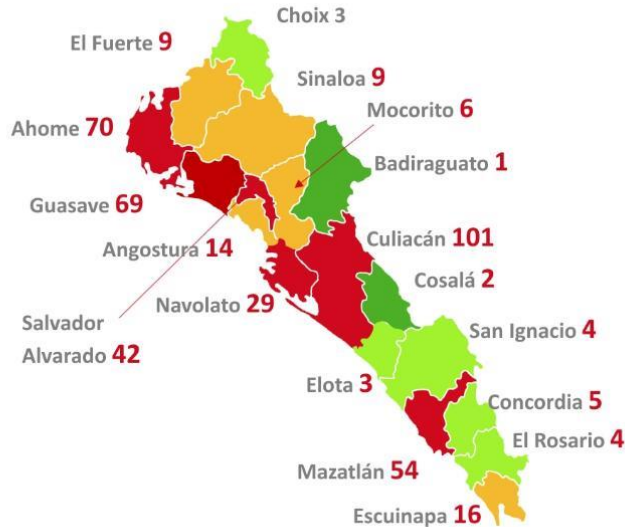 Choix 3
El Fuerte 9
Sinaloa 9
Mocorito 6
Ahome 70
Badiraguato 1
Guasave 69
Angostura 14
Culiacán 101
Cosalá 2
Navolato 29
Salvador
Alvarado 42
San Ignacio 4
Elota 3
Concordia 5
El Rosario 4
Mazatlán 54
Escuinapa 16